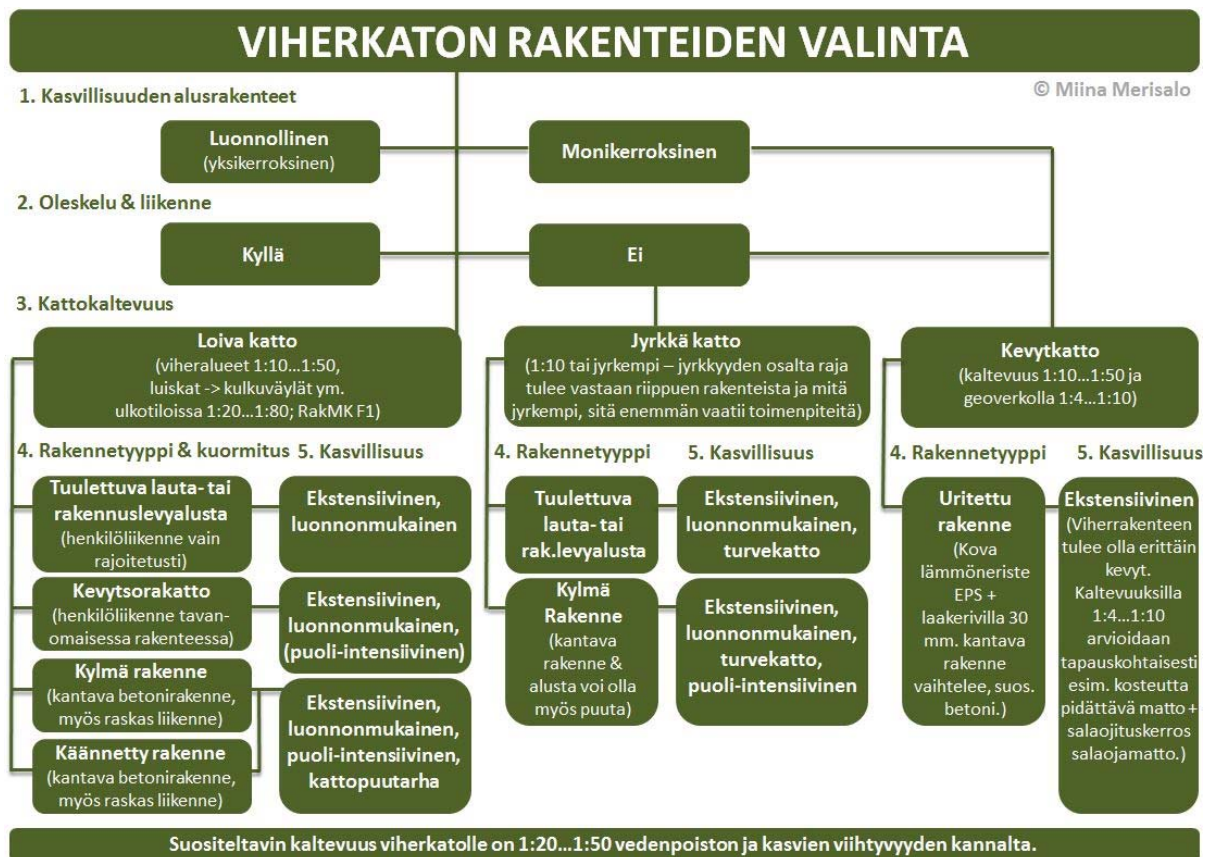 VIHERKATON RAKENTEIDEN VALINTA
© Miina Merisalo
1. Kasvillisuuden alusrakenteet
Luonnollinen
(yksikerroksinen)
Monikerroksinen
2. Oleskelu & liikenne
Kyllä
Ei
3. Kattokaltevuus
Loiva katto
(viheralueet 1:10...1:50,
luiskat -> kulkuväylät ym.
ulkotiloissa 1:20...1:80; RakMK F1)
Jyrkkä katto
(1:10 tai jyrkempi – jyrkkyyden osalta raja
tulee vastaan riippuen rakenteista ja mitä
jyrkempi, sitä enemmän vaatii toimenpiteitä)
Kevytkatto
(kaltevuus 1:10...1:50 ja
geoverkolla 1:4...1:10)
4. Rakennetyyppi & kuormitus
5. Kasvillisuus
Tuulettuva lauta- tai
rakennuslevyalusta
(henkilöliikenne vain
rajoitetusti)
Ekstensiivinen,
luonnonmukainen
Kevytsorakatto
(henkilöliikenne tavan-
omaisessa rakenteessa)
Ekstensiivinen,
luonnonmukainen,
(puoli-intensiivinen)
Kylmä rakenne
(kantava betonirakenne,
myös raskas liikenne)
Käännetty rakenne
(kantava betonirakenne,
myös raskas liikenne)
Ekstensiivinen,
luonnonmukainen,
puoli-intensiivinen,
kattopuutarha
4. Rakennetyyppi
5. Kasvillisuus
Tuulettuva
lauta- tai
rak.levyalusta
Ekstensiivinen,
luonnonmukainen,
turvekatto
Kylmä
Rakenne
(kantava
rakenne &
alusta voi olla
myös puuta)
Ekstensiivinen,
luonnonmukainen,
turvekatto,
puoli-intensiivinen
4. Rakennetyyppi
5. Kasvillisuus
Uritettu
rakenne
(Kova
lämmöneriste
EPS +
laakerivilla 30
mm. kantava
rakenne
vaihtelee, suos.
betoni.)
Ekstensiivinen
(Viherrakenteen
tulee olla erittäin
kevyt.
Kaltevuuksilla
1:4...1:10
arvioidaan
tapauskohtaisesti
esim. kosteutta
pidättävä matto +
salaojituskerros
salaojamatto.)
Suositeltavin kaltevuus viherkatolle on 1:20...1:50 vedenpoiston ja kasvien viihtyvyyden kannalta.